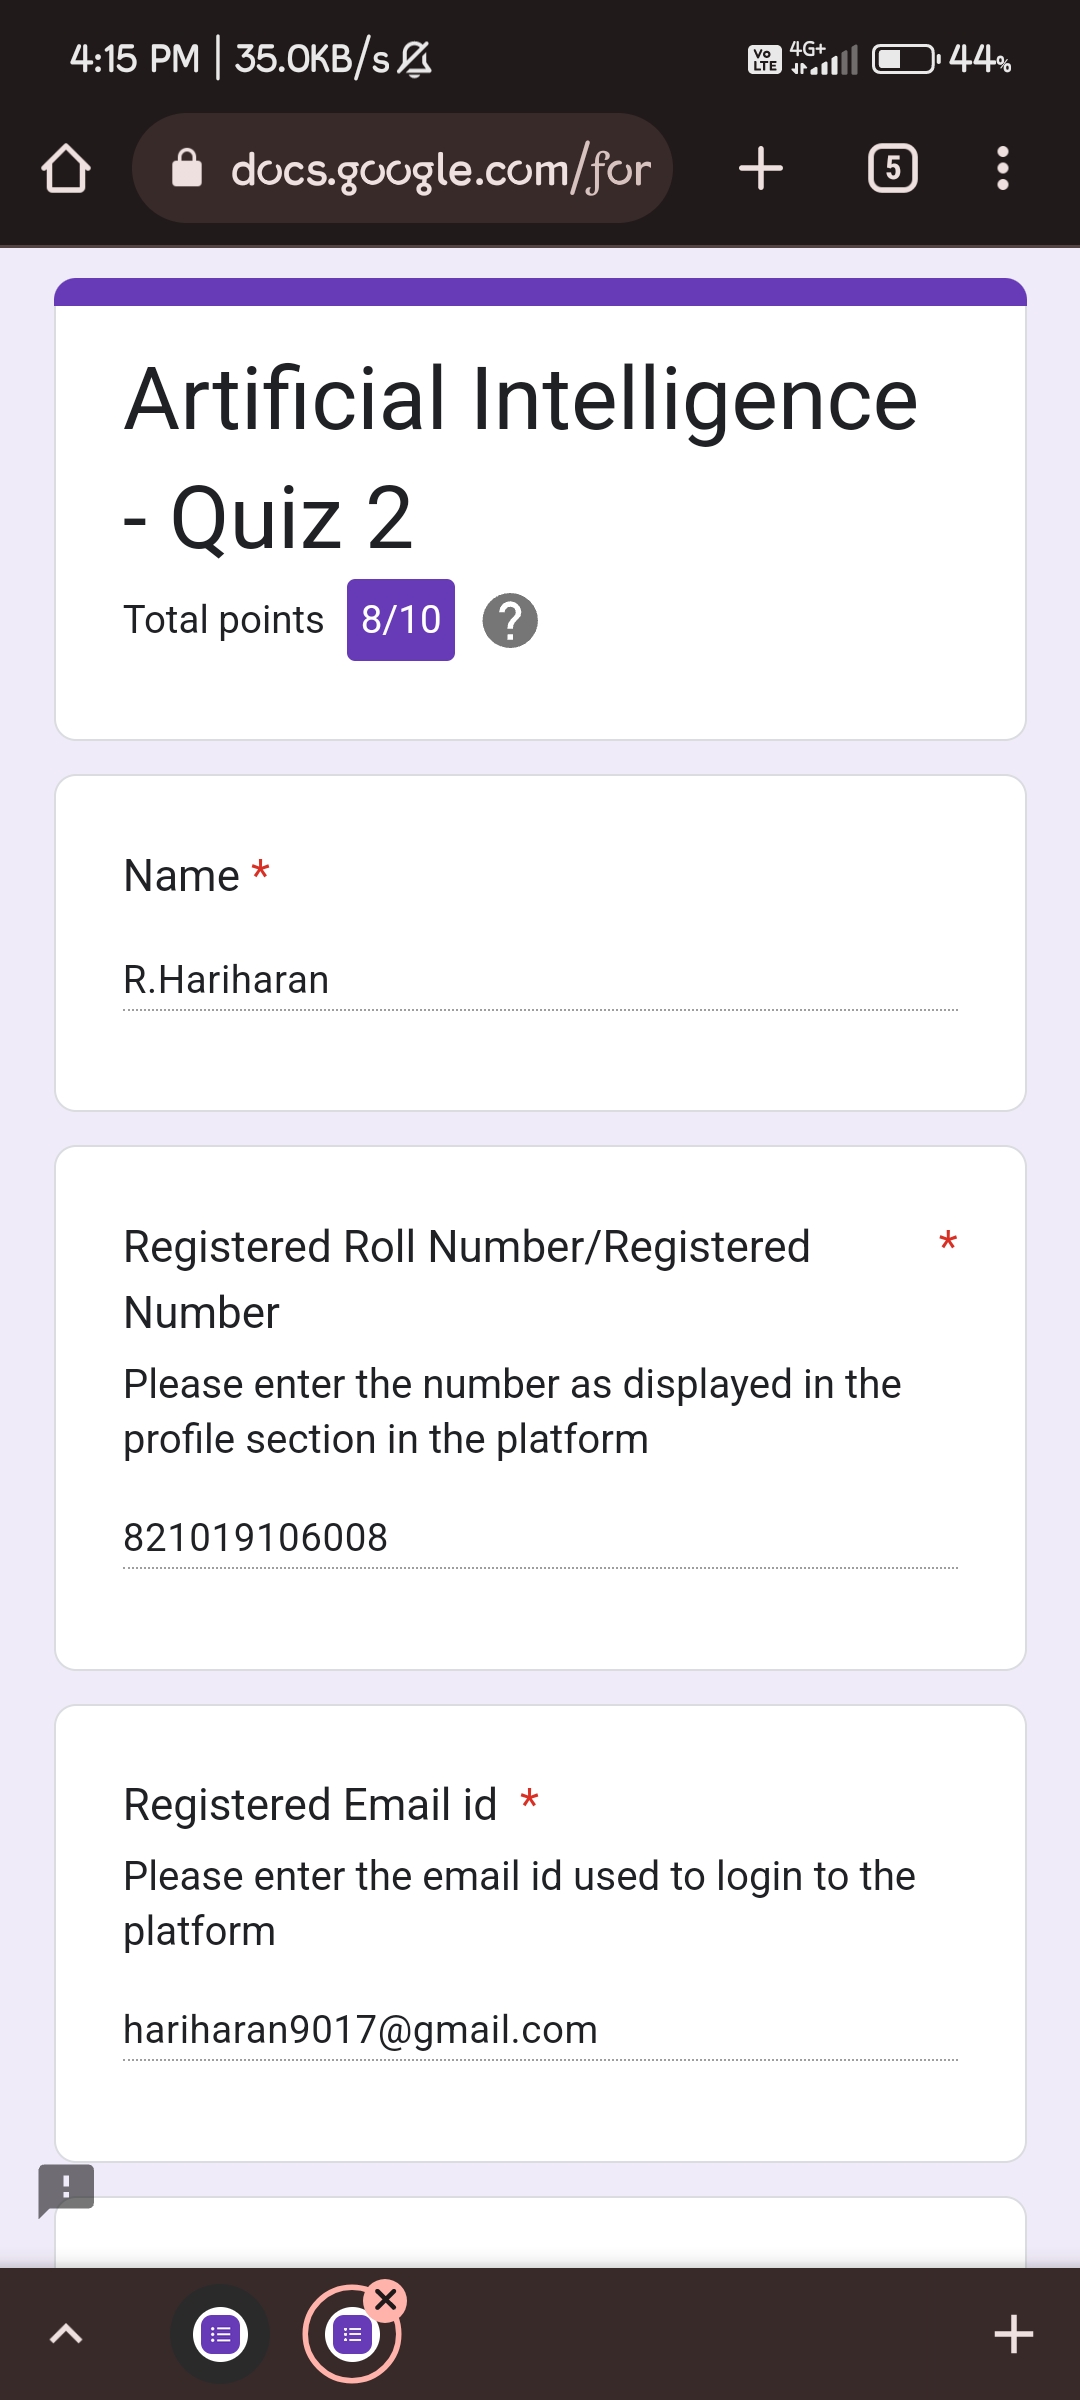 4:15 PM | 35.0KB/s
Vo LTE 4G+ 44%
docs.google.com/for
5
Artificial Intelligence
- Quiz 2
Total points 8/10
Name *
R.Hariharan
Registered Roll Number/Registered *
Number
Please enter the number as displayed in the
profile section in the platform
821019106008
Registered Email id *
Please enter the email id used to login to the
platform
hariharan9017@gmail.com